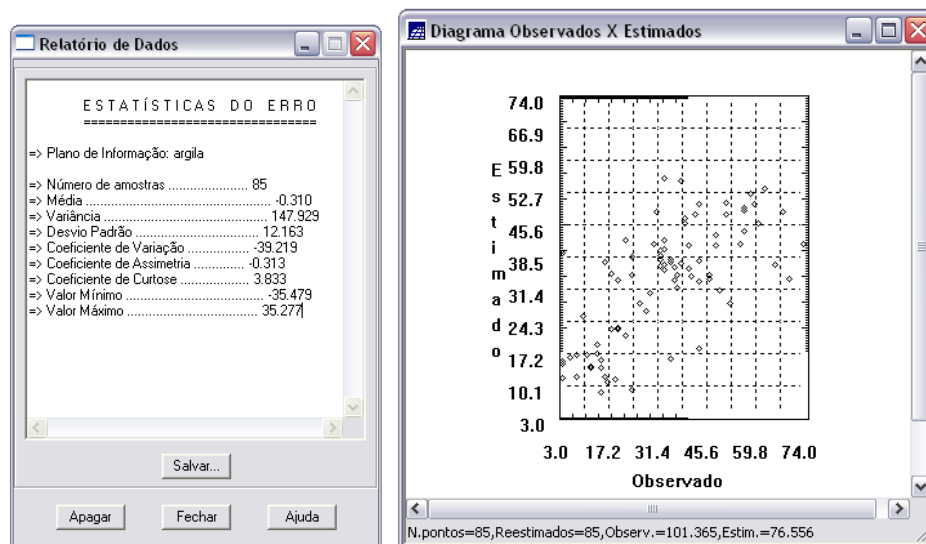 Relatório de Dados
ESTATÍSTICAS DO ERRO
================================
=> Plano de Informação: argila
=> Número de amostras ..................... 85
=> Média .................................................. -0.310
=> Variância ............................................ 147.929
=> Desvio Padrão .................................. 12.163
=> Coeficiente de Variação ................ -39.219
=> Coeficiente de Assimetria ............. -0.313
=> Coeficiente de Curtose .................. 3.833
=> Valor Mínimo ..................................... -35.479
=> Valor Máximo .................................... 35.277
Salvar...
Apagar Fechar Ajuda
Diagrama Observados X Estimados
74.0
66.9
59.8
52.7
45.6
38.5
31.4
24.3
17.2
10.1
3.0
Estimado
3.0 17.2 31.4 45.6 59.8 74.0
Observado
N.pontos=85,Reestimados=85,Observ.=101.365,Estim.=76.556